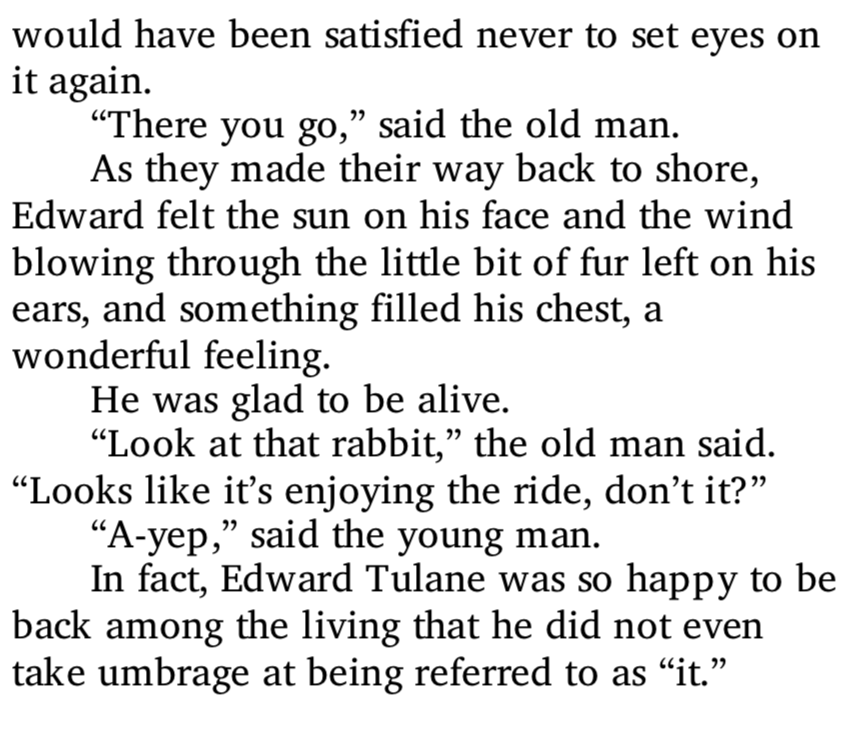 would have been satisfied never to set eyes on
it again.
“There you go,” said the old man.
As they made their way back to shore,
Edward felt the sun on his face and the wind
blowing through the little bit of fur left on his
ears, and something filled his chest, a
wonderful feeling.
He was glad to be alive.
“Look at that rabbit,” the old man said.
“Looks like it’s enjoying the ride, don’t it?”
“A-yep,” said the young man.
In fact, Edward Tulane was so happy to be
back among the living that he did not even
take umbrage at being referred to as “it.”